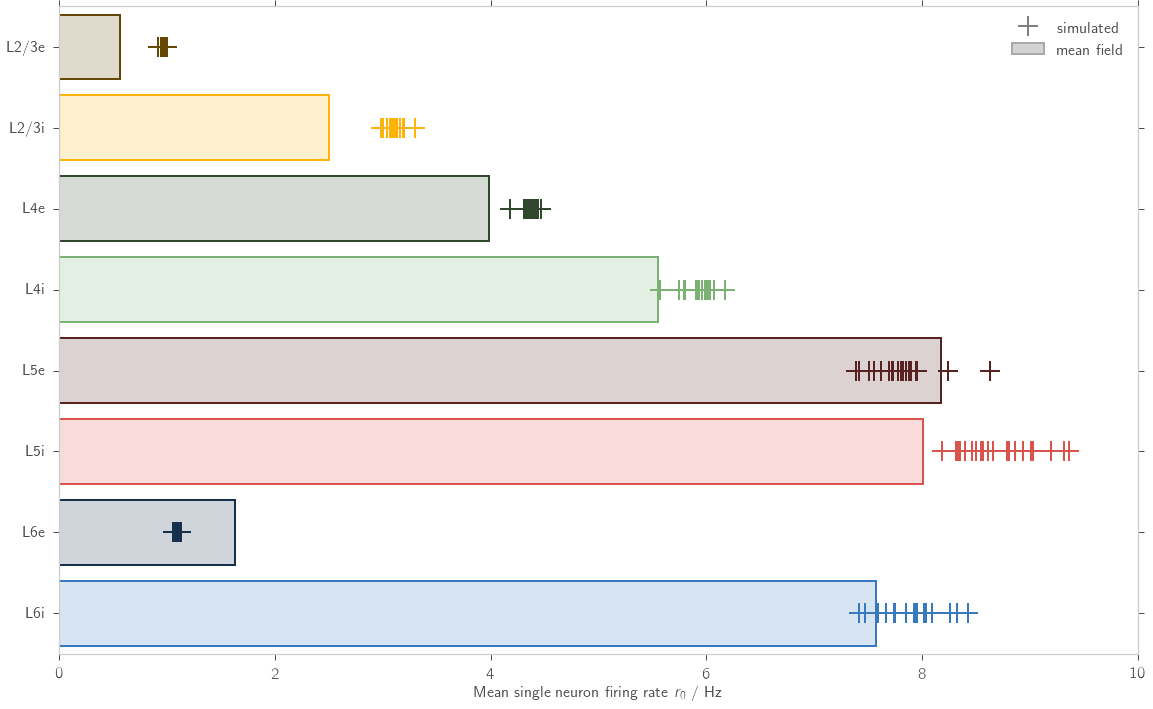 L2/3e
L2/3i
L4e
L4i
L5e
L5i
L6e
L6i
simulated
mean field
0 2 4 6 8 10
Mean single neuron firing rate r₀ / Hz